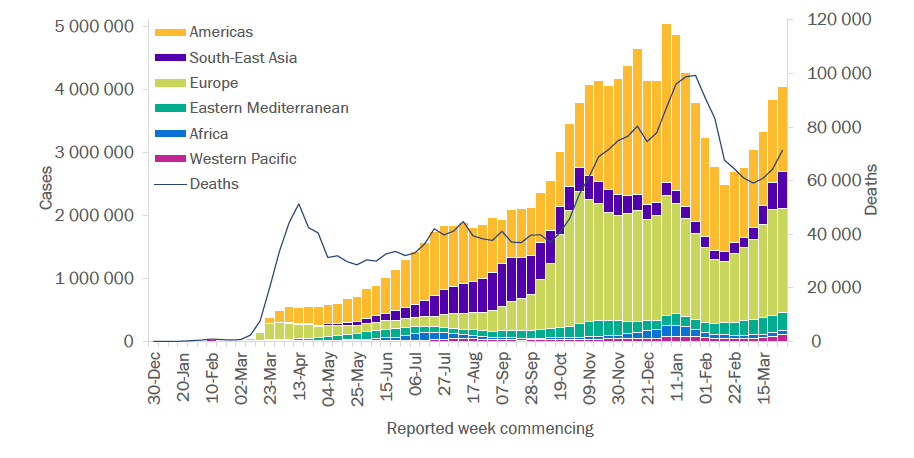 5 000 000
4 000 000
3 000 000
2 000 000
1 000 000
0
Cases
120 000
100 000
80 000
60 000
40 000
20 000
0
Deaths
Americas
South-East Asia
Europe
Eastern Mediterranean
Africa
Western Pacific
Deaths
30-Dec
20-Jan
10-Feb
02-Mar
23-Mar
13-Apr
04-May
25-May
15-Jun
06-Jul
27-Jul
17-Aug
07-Sep
28-Sep
19-Oct
09-Nov
30-Nov
21-Dec
11-Jan
01-Feb
22-Feb
15-Mar
Reported week commencing